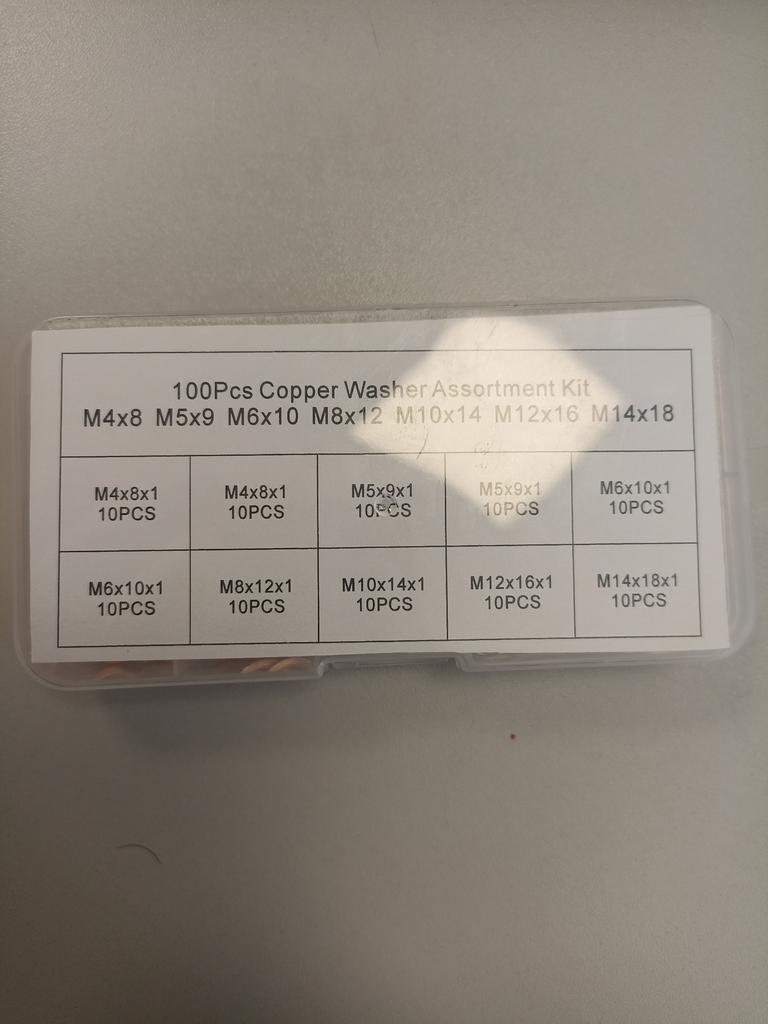 100Pcs Copper Washer Assortment Kit
M4x8 M5x9 M6x10 M8x12 M10x14 M12x16 M14x18
M4x8x1
10PCS
M4x8x1
10PCS
M5x9x1
10PCS
M5x9x1
10PCS
M6x10x1
10PCS
M6x10x1
10PCS
M8x12x1
10PCS
M10x14x1
10PCS
M12x16x1
10PCS
M14x18x1
10PCS